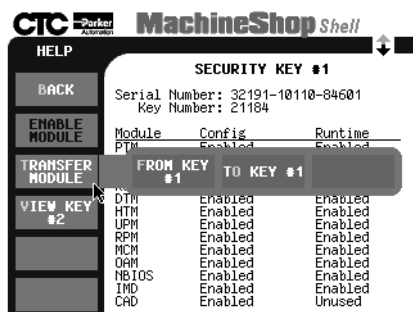 CTC Parker Automation MachineShop Shell
HELP
SECURITY KEY #1
BACK
Serial Number: 32191-10110-84601
Key Number: 21184
ENABLE MODULE
Module Config Runtime
PTM Enabled Enabled
TRANSFER MODULE
FROM KEY #1
TO KEY #1
VIEW KEY #2
DTM Enabled Enabled
HTM Enabled Enabled
UPM Enabled Enabled
RPM Enabled Enabled
MCM Enabled Enabled
OAM Enabled Enabled
NBIOS Enabled Enabled
IMD Enabled Enabled
CAD Enabled Unused